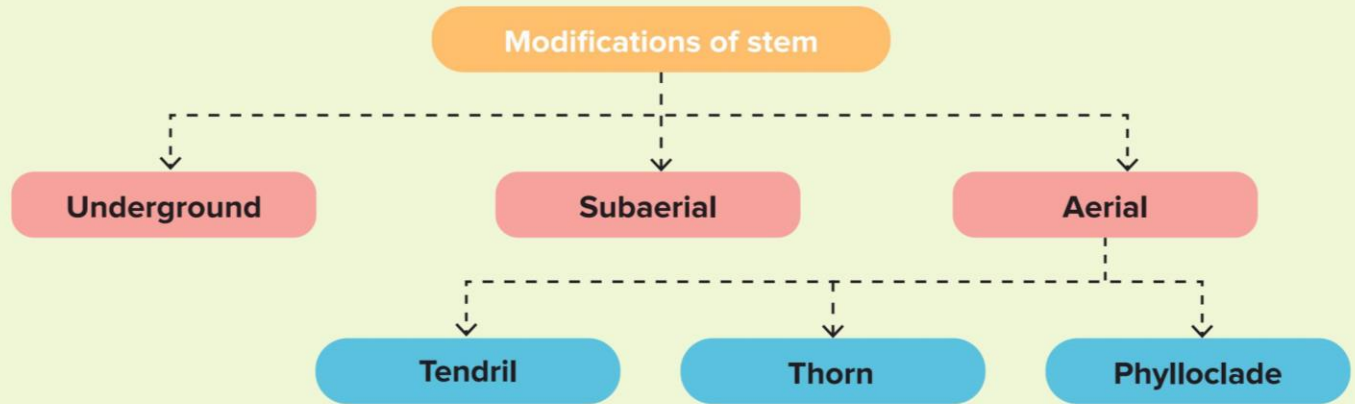 Modifications of stem
Underground
Subaerial
Aerial
Tendril
Thorn
Phylloclade